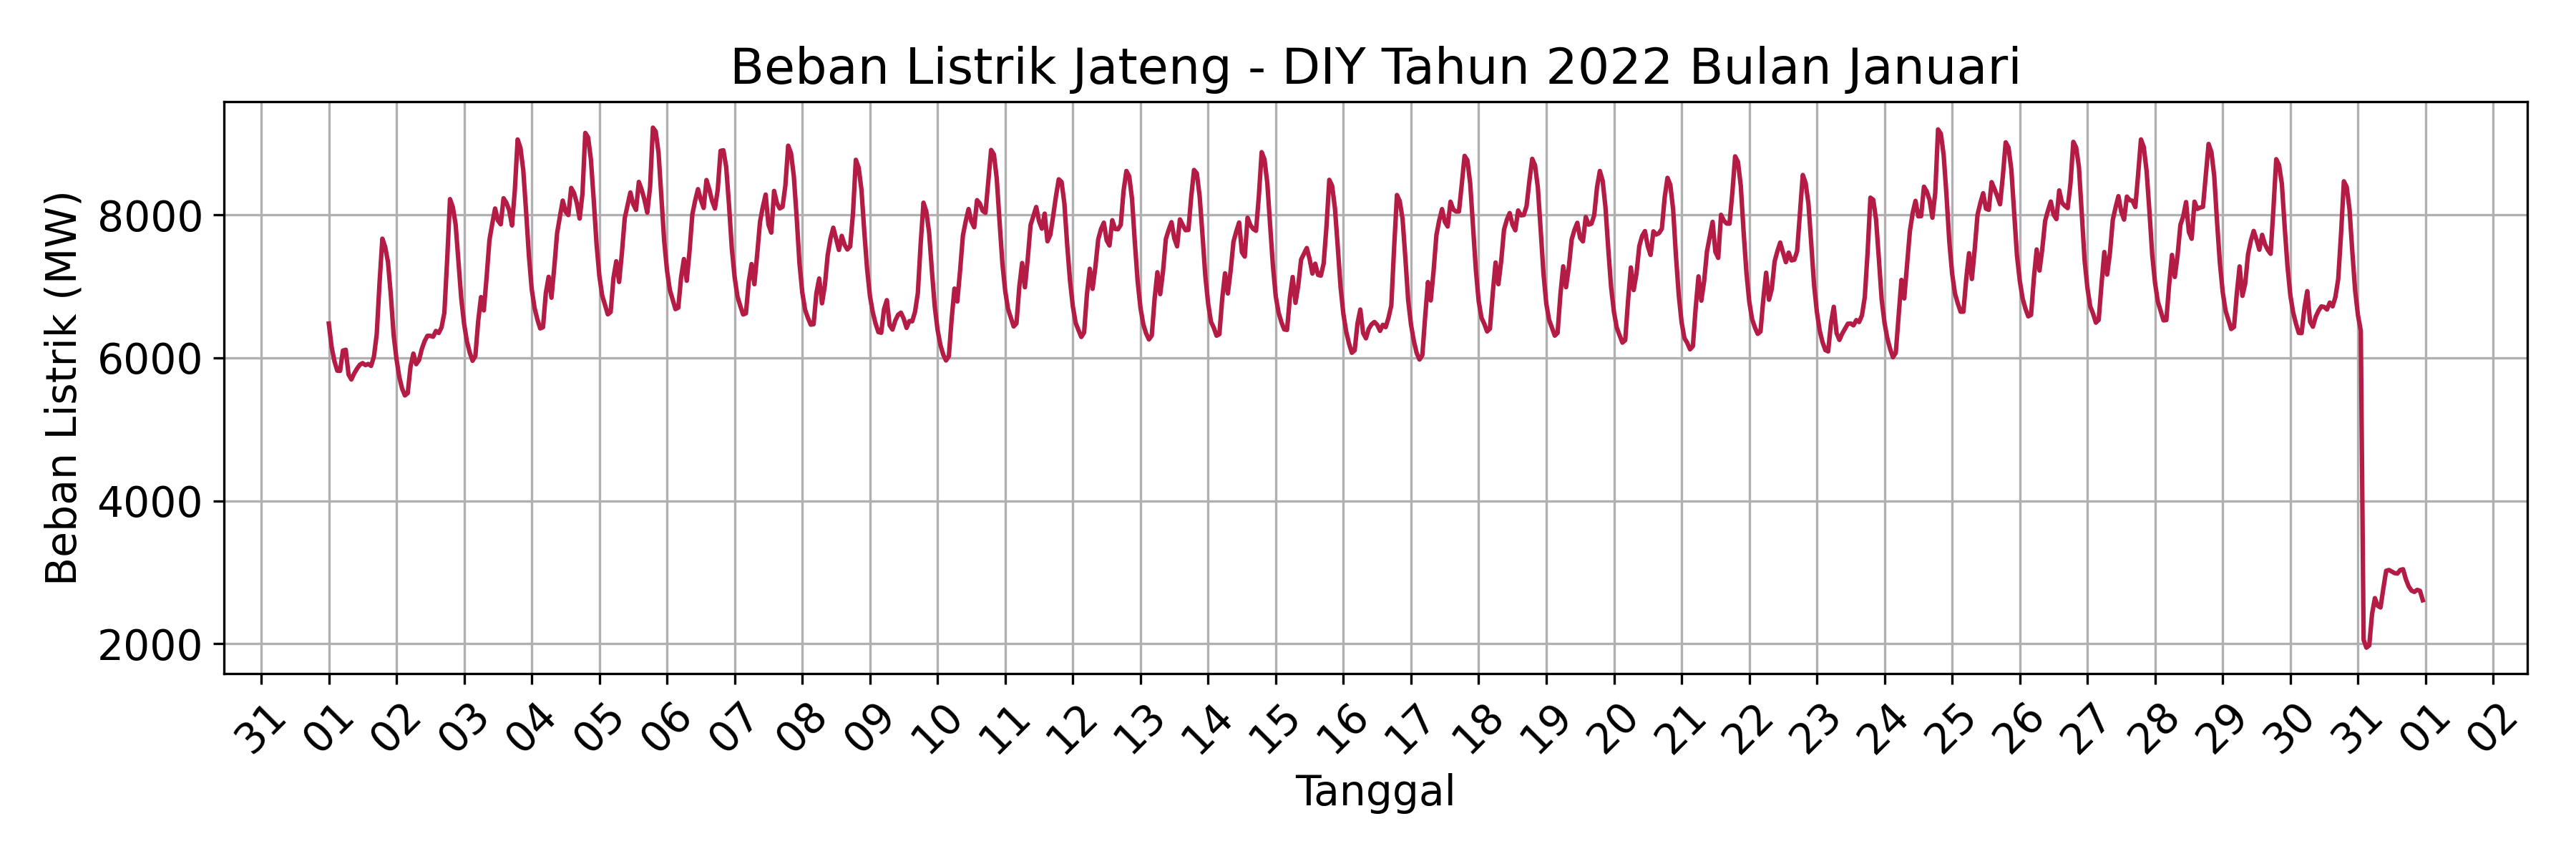 Beban Listrik Jateng - DIY Tahun 2022 Bulan Januari
Beban Listrik (MW)
8000
6000
4000
2000
31 01 02 03 04 05 06 07 08 09 10 11 12 13 14 15 16 17 18 19 20 21 22 23 24 25 26 27 28 29 30 31 01 02
Tanggal